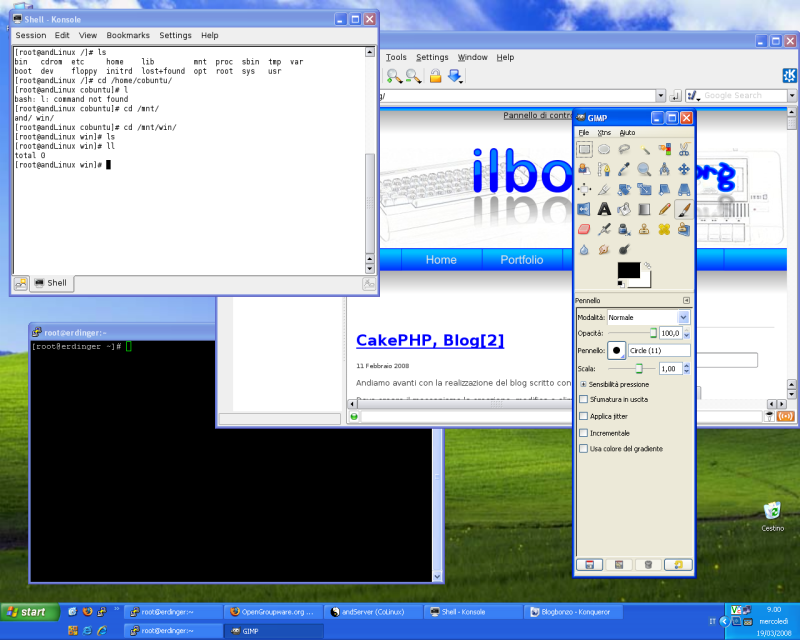 Shell - Konsole
Session Edit View Bookmarks Settings Help
[root@andLinux /]# ls
bin cdrom etc home lib mnt proc sbin tmp var
boot dev floppy initrd lost+found opt root sys usr
[root@andLinux /]# cd /home/cobuntu/
[root@andLinux cobuntu]# l
bash: l: command not found
[root@andLinux cobuntu]# cd /mnt/
and/ win/
[root@andLinux cobuntu]# cd /mnt/win/
[root@andLinux win]# ls
[root@andLinux win]# ll
total 0
[root@andLinux win]#
Shell
Tools Settings Window Help
g/
Google Search
Pannello di contro
ilbo
org
Home Portfolio
CakePHP, Blog[2]
11 Febbraio 2008
Andiamo avanti con la realizzazione del blog scritto con
GIMP
File Xtns Aiuto
Pennello
Modalità: Normale
Opacità: 100,0
Pennello: Circle (11)
Scala: 1,00
Sensibilità pressione
Sfumatura in uscita
Applica jitter
Incrementale
Usa colore del gradiente
root@erdinger:~
[root@erdinger ~]#
Cestino
start
root@erdinger:~
OpenGroupware.org ...
andServer (CoLinux)
Shell - Konsole
Blogbonzo - Konqueror
root@erdinger:~
GIMP
IT
9.00
mercoledì
19/03/2008